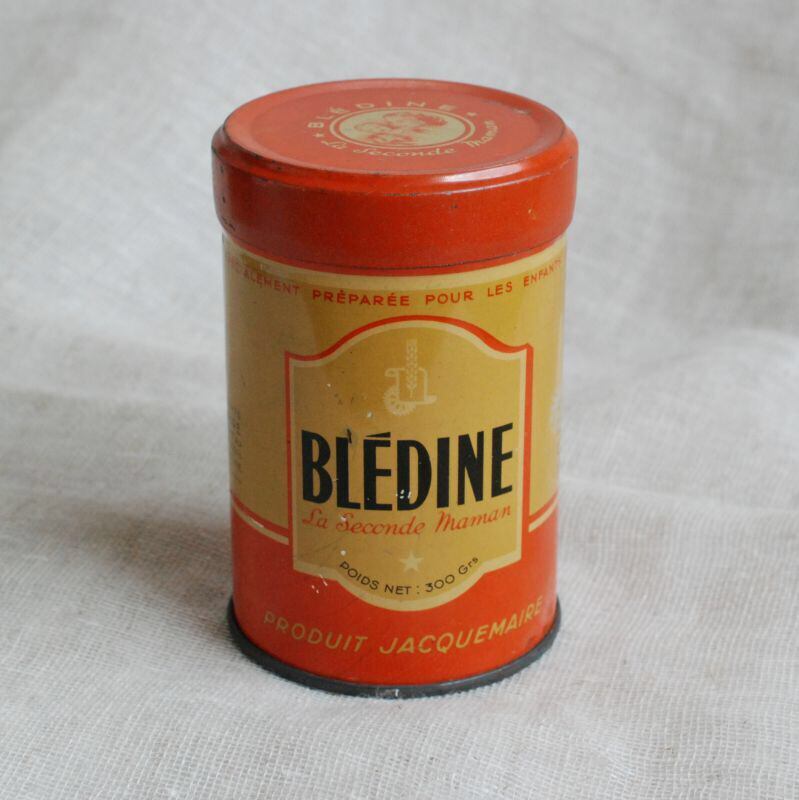 ★ BLÉDINE ★
La Seconde Maman
PRÉPARÉE POUR LES ENFANTS
BLÉDINE
La Seconde Maman
POIDS NET : 300 Grs
PRODUIT JACQUEMAIRE